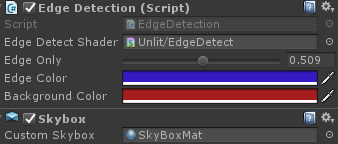 Edge Detection (Script)
Script EdgeDetection
Edge Detect Shader Unlit/EdgeDetect
Edge Only 0.509
Edge Color
Background Color
Skybox
Custom Skybox SkyBoxMat